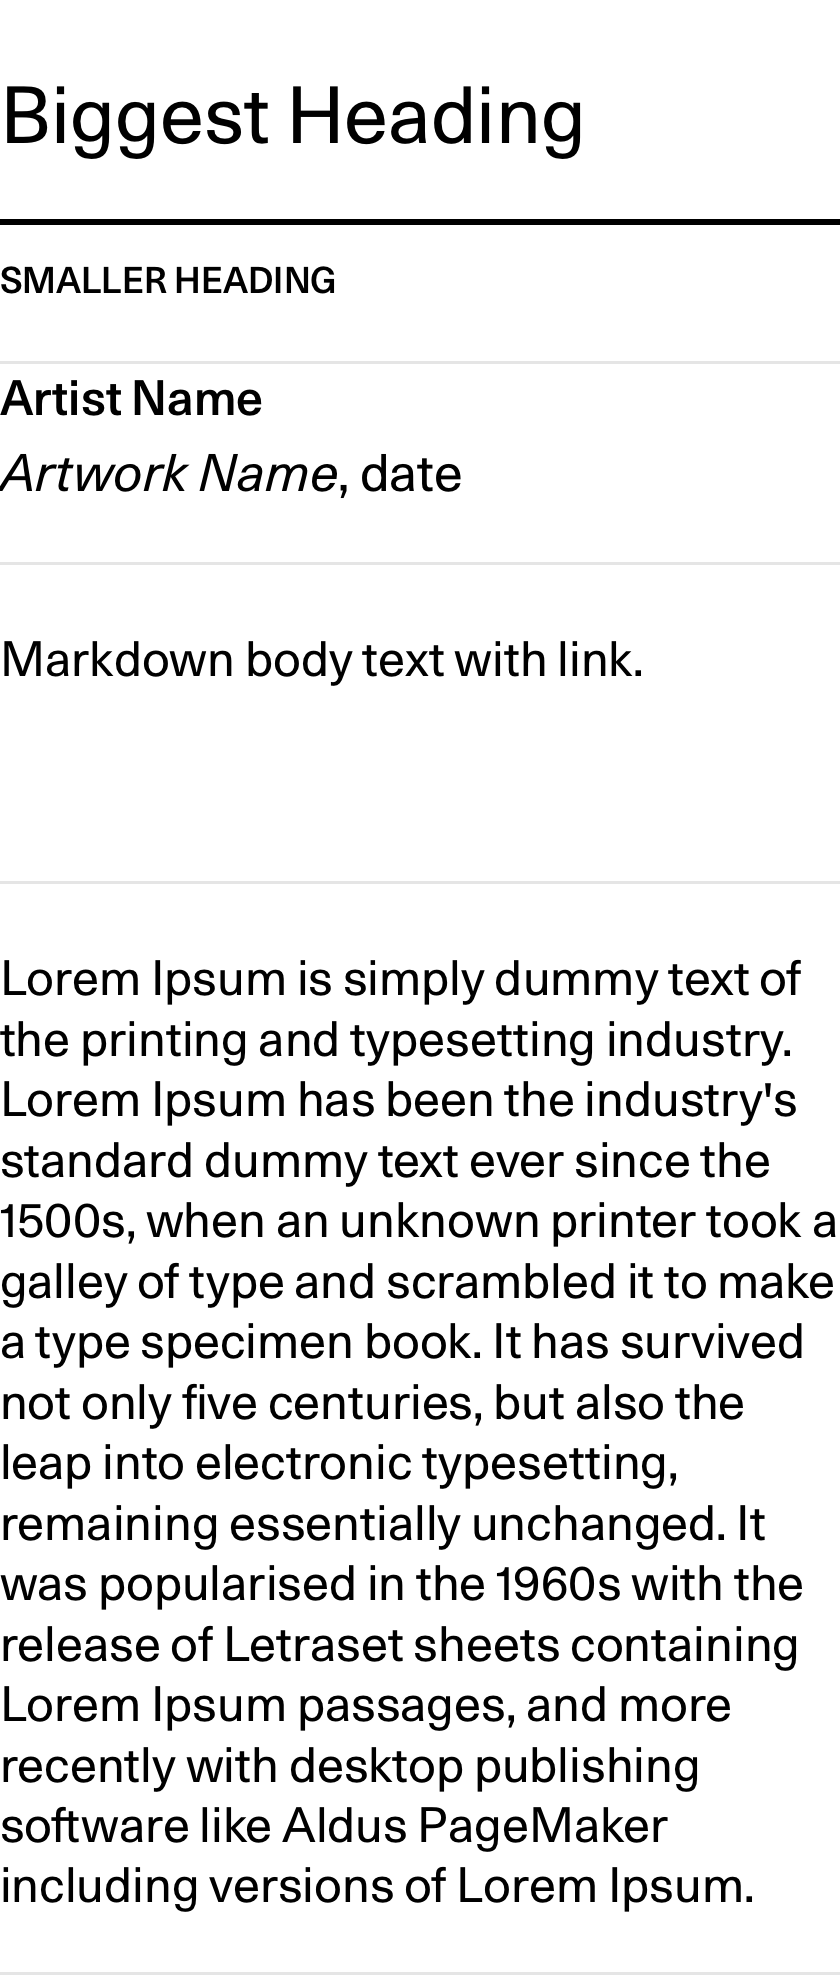 Biggest Heading
SMALLER HEADING
Artist Name
Artwork Name, date
Markdown body text with link.
Lorem Ipsum is simply dummy text of
the printing and typesetting industry.
Lorem Ipsum has been the industry's
standard dummy text ever since the
1500s, when an unknown printer took a
galley of type and scrambled it to make
a type specimen book. It has survived
not only five centuries, but also the
leap into electronic typesetting,
remaining essentially unchanged. It
was popularised in the 1960s with the
release of Letraset sheets containing
Lorem Ipsum passages, and more
recently with desktop publishing
software like Aldus PageMaker
including versions of Lorem Ipsum.